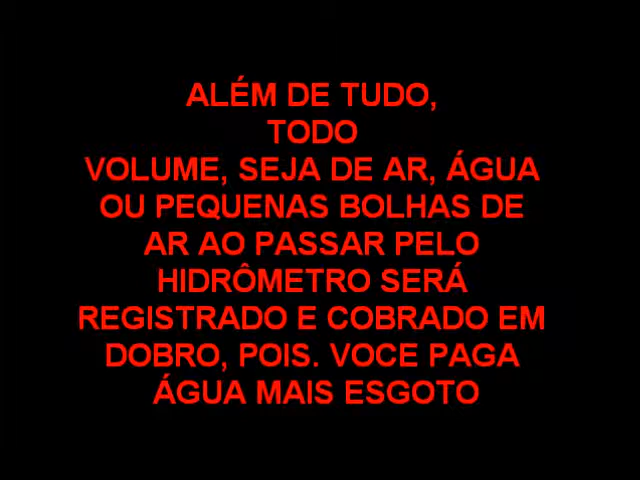 ALÉM DE TUDO,
TODO
VOLUME, SEJA DE AR, ÁGUA
OU PEQUENAS BOLHAS DE
AR AO PASSAR PELO
HIDRÔMETRO SERÁ
REGISTRADO E COBRADO EM
DOBRO, POIS. VOCE PAGA
ÁGUA MAIS ESGOTO